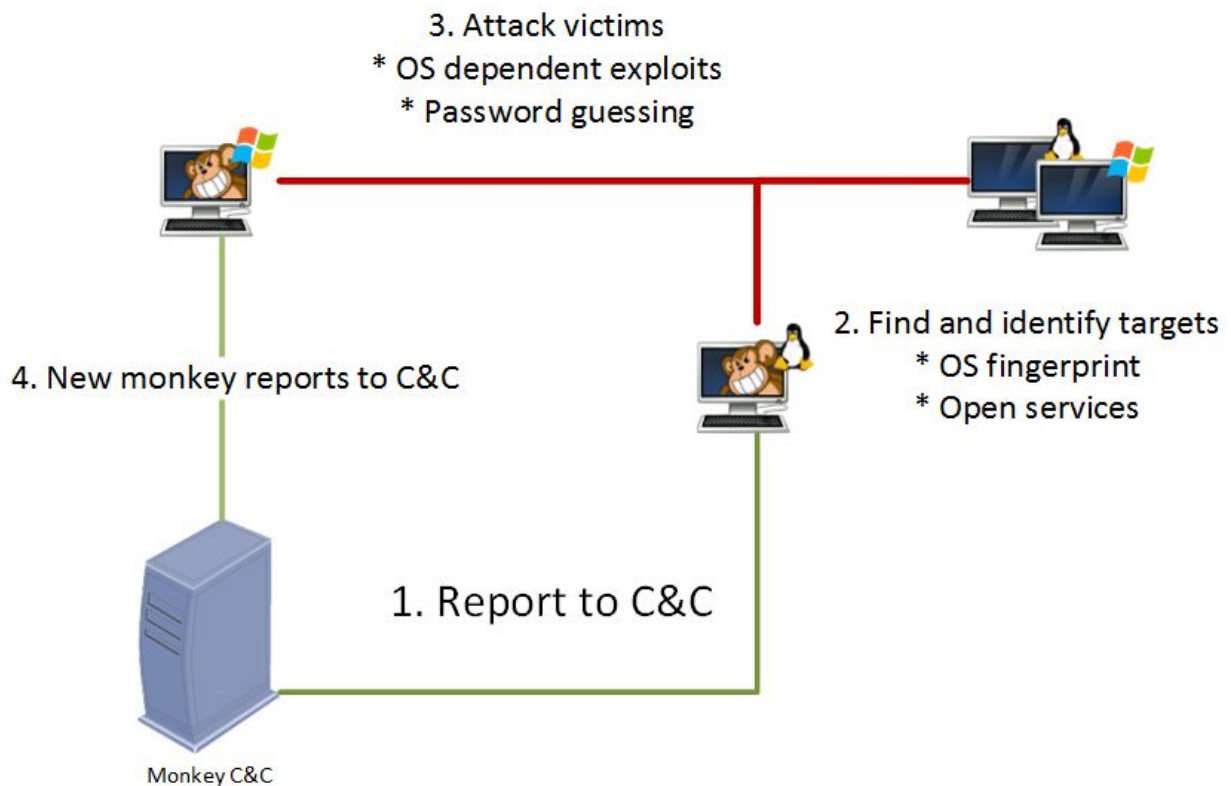 3. Attack victims
* OS dependent exploits
* Password guessing
2. Find and identify targets
* OS fingerprint
* Open services
4. New monkey reports to C&C
1. Report to C&C
Monkey C&C